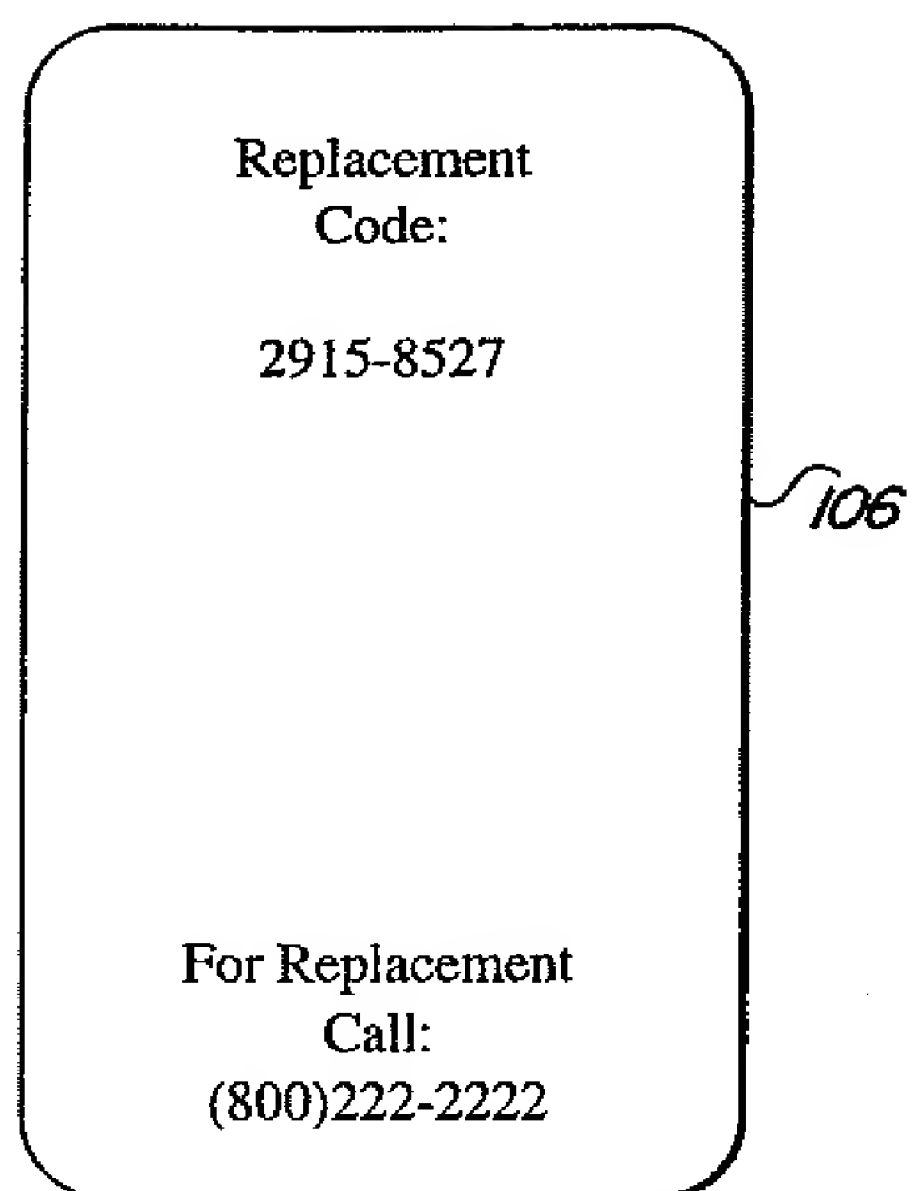 Replacement
Code:
2915-8527
106
For Replacement
Call:
(800)222-2222